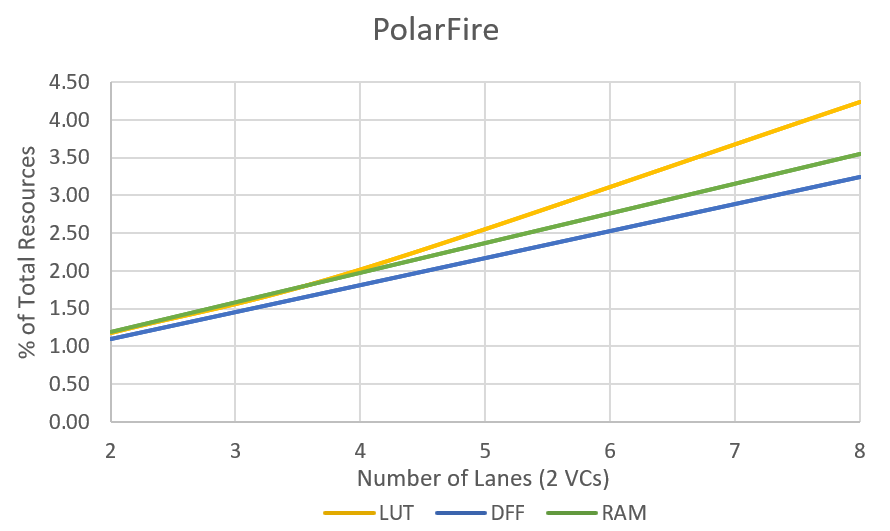 PolarFire
% of Total Resources
4.50
4.00
3.50
3.00
2.50
2.00
1.50
1.00
0.50
0.00
2 3 4 5 6 7 8
Number of Lanes (2 VCs)
LUT DFF RAM